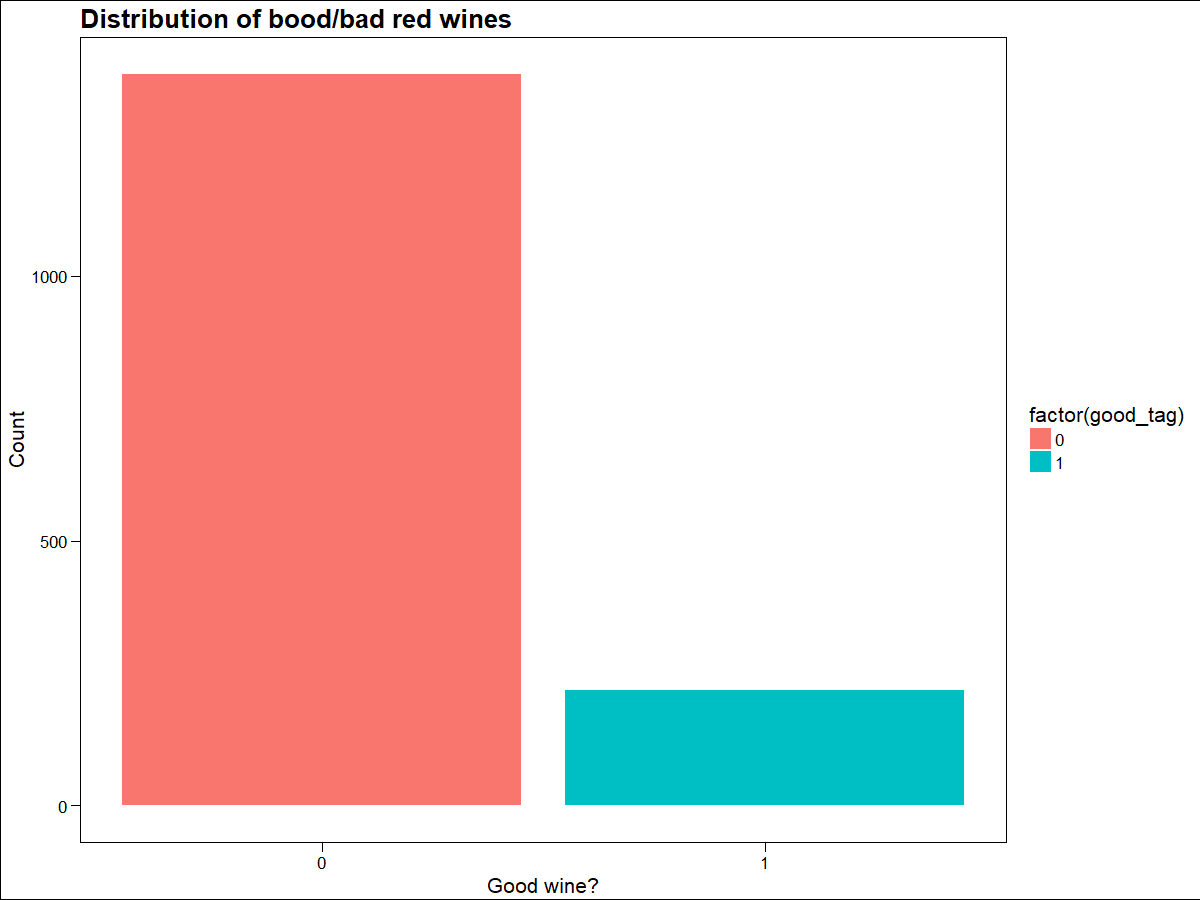 Distribution of bood/bad red wines
1000
500
0
Count
0
1
Good wine?
factor(good_tag)
0
1